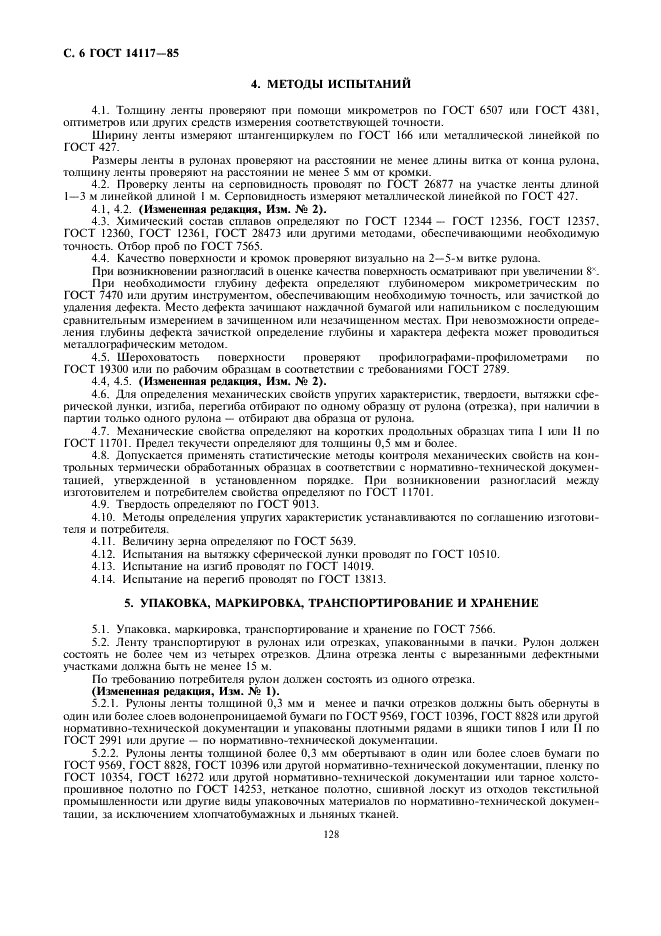 С. 6 ГОСТ 14117—85
4. МЕТОДЫ ИСПЫТАНИЙ
4.1. Толщину ленты проверяют при помощи микрометров по ГОСТ 6507 или ГОСТ 4381,
оптиметров или других средств измерения соответствующей точности.
Ширину ленты измеряют штангенциркулем по ГОСТ 166 или металлической линейкой по
ГОСТ 427.
Размеры ленты в рулонах проверяют на расстоянии не менее длины витка от конца рулона,
толщину ленты проверяют на расстоянии не менее 5 мм от кромки.
4.2. Проверку ленты на серповидность проводят по ГОСТ 26877 на участке ленты длиной
1—3 м линейкой длиной 1 м. Серповидность измеряют металлической линейкой по ГОСТ 427.
4.1, 4.2. (Измененная редакция, Изм. № 2).
4.3. Химический состав сплавов определяют по ГОСТ 12344 — ГОСТ 12356, ГОСТ 12357,
ГОСТ 12360, ГОСТ 12361, ГОСТ 28473 или другими методами, обеспечивающими необходимую
точность. Отбор проб по ГОСТ 7565.
4.4. Качество поверхности и кромок проверяют визуально на 2—5-м витке рулона.
При возникновении разногласий в оценке качества поверхность осматривают при увеличении 8×.
При необходимости глубину дефекта определяют глубиномером микрометрическим по
ГОСТ 7470 или другим инструментом, обеспечивающим необходимую точность, или зачисткой до
удаления дефекта. Место дефекта зачищают наждачной бумагой или напильником с последующим
сравнительным измерением в зачищенном или незачищенном местах. При невозможности опреде-
ления глубины дефекта зачисткой определение глубины и характера дефекта может проводиться
металлографическим методом.
4.5. Шероховатость поверхности проверяют профилографами-профилометрами по
ГОСТ 19300 или по рабочим образцам в соответствии с требованиями ГОСТ 2789.
4.4, 4.5. (Измененная редакция, Изм. № 2).
4.6. Для определения механических свойств упругих характеристик, твердости, вытяжки сфе-
рической лунки, изгиба, перегиба отбирают по одному образцу от рулона (отрезка), при наличии в
партии только одного рулона — отбирают два образца от рулона.
4.7. Механические свойства определяют на коротких продольных образцах типа I или II по
ГОСТ 11701. Предел текучести определяют для толщины 0,5 мм и более.
4.8. Допускается применять статистические методы контроля механических свойств на кон-
трольных термически обработанных образцах в соответствии с нормативно-технической докумен-
тацией, утвержденной в установленном порядке. При возникновении разногласий между
изготовителем и потребителем свойства определяют по ГОСТ 11701.
4.9. Твердость определяют по ГОСТ 9013.
4.10. Методы определения упругих характеристик устанавливаются по соглашению изготови-
теля и потребителя.
4.11. Величину зерна определяют по ГОСТ 5639.
4.12. Испытания на вытяжку сферической лунки проводят по ГОСТ 10510.
4.13. Испытание на изгиб проводят по ГОСТ 14019.
4.14. Испытание на перегиб проводят по ГОСТ 13813.
5. УПАКОВКА, МАРКИРОВКА, ТРАНСПОРТИРОВАНИЕ И ХРАНЕНИЕ
5.1. Упаковка, маркировка, транспортирование и хранение по ГОСТ 7566.
5.2. Ленту транспортируют в рулонах или отрезках, упакованными в пачки. Рулон должен
состоять не более чем из четырех отрезков. Длина отрезка ленты с вырезанными дефектными
участками должна быть не менее 15 м.
По требованию потребителя рулон должен состоять из одного отрезка.
(Измененная редакция, Изм. № 1).
5.2.1. Рулоны ленты толщиной 0,3 мм и менее и пачки отрезков должны быть обернуты в
один или более слоев водонепроницаемой бумаги по ГОСТ 9569, ГОСТ 10396, ГОСТ 8828 или другой
нормативно-технической документации и упакованы плотными рядами в ящики типов I или II по
ГОСТ 2991 или другие — по нормативно-технической документации.
5.2.2. Рулоны ленты толщиной более 0,3 мм обертывают в один или более слоев бумаги по
ГОСТ 9569, ГОСТ 8828, ГОСТ 10396 или другой нормативно-технической документации, пленку по
ГОСТ 10354, ГОСТ 16272 или другой нормативно-технической документации или тарное холсто-
прошивное полотно по ГОСТ 14253, нетканое полотно, сшивной лоскут из отходов текстильной
промышленности или другие виды упаковочных материалов по нормативно-технической докумен-
тации, за исключением хлопчатобумажных и льняных тканей.
128